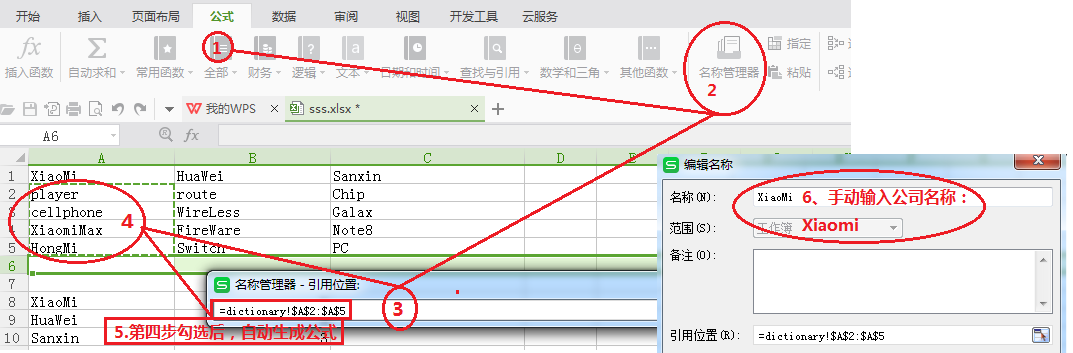 开始 插入 页面布局 公式 数据 审阅 视图 开发工具 云服务
fx Σ a θ ? ... 指定
插入函数 自动求和 常用函数 全部 财务 逻辑 文本 日期和时间 查找与引用 数学和三角 其他函数 名称管理器 粘贴
1
2
W 我的WPS × sss.xlsx * × +
A6 fx
A B C D E
1 XiaoMi HuaWei Sanxin
2 player route Chip
3 cellphone WireLess Galax
4 XiaomiMax FireWare Note8
5 HongMi Switch PC
6
7
8 XiaoMi
9 HuaWei
10 Sanxin
4
S 名称管理器 - 引用位置:
=dictionary!$A$2:$A$5
3
5.第四步勾选后，自动生成公式
S 编辑名称 X
名称(N): XiaoMi 6、手动输入公司名称：
范围(S): 工作簿 Xiaomi
备注(O):
引用位置(R): =dictionary!$A$2:$A$5